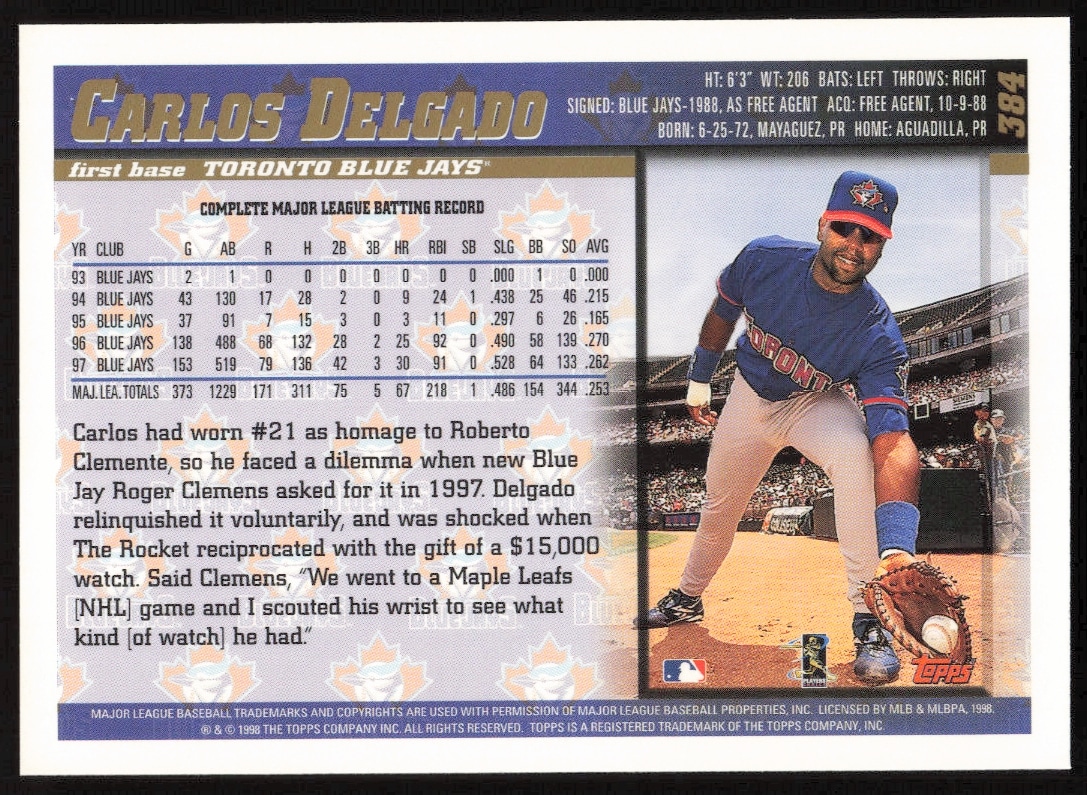 CARLOS DELGADO
HT: 6'3" WT: 206 BATS: LEFT THROWS: RIGHT
SIGNED: BLUE JAYS-1988, AS FREE AGENT ACQ: FREE AGENT, 10-9-88
BORN: 6-25-72, MAYAGUEZ, PR HOME: AGUADILLA, PR
384
first base TORONTO BLUE JAYS
COMPLETE MAJOR LEAGUE BATTING RECORD
YR CLUB G AB R H 2B 3B HR RBI SB SLG BB SO AVG
93 BLUE JAYS 2 1 0 0 0 0 0 0 0 .000 1 0 .000
94 BLUE JAYS 43 130 17 28 2 0 9 24 1 .438 25 46 .215
95 BLUE JAYS 37 91 7 15 3 0 3 11 0 .297 6 26 .165
96 BLUE JAYS 138 488 68 132 28 2 25 92 0 .490 58 139 .270
97 BLUE JAYS 153 519 79 136 42 3 30 91 0 .528 64 133 .262
MAJ. LEA. TOTALS 373 1229 171 311 75 5 67 218 1 .486 154 344 .253
Carlos had worn #21 as homage to Roberto
Clemente, so he faced a dilemma when new Blue
Jay Roger Clemens asked for it in 1997. Delgado
relinquished it voluntarily, and was shocked when
The Rocket reciprocated with the gift of a $15,000
watch. Said Clemens, "We went to a Maple Leafs
[NHL] game and I scouted his wrist to see what
kind [of watch] he had."
TORONT
SIEMENS
PLAYERS
Topps
MAJOR LEAGUE BASEBALL TRADEMARKS AND COPYRIGHTS ARE USED WITH PERMISSION OF MAJOR LEAGUE BASEBALL PROPERTIES, INC. LICENSED BY MLB & MLBPA, 1998.
® & © 1998 THE TOPPS COMPANY INC. ALL RIGHTS RESERVED. TOPPS IS A REGISTERED TRADEMARK OF THE TOPPS COMPANY, INC